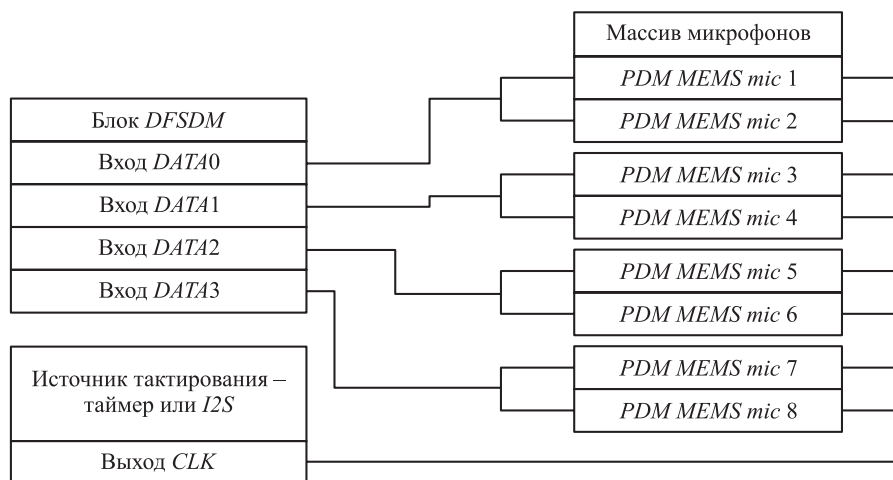 Массив микрофонов
PDM MEMS mic 1
PDM MEMS mic 2
PDM MEMS mic 3
PDM MEMS mic 4
PDM MEMS mic 5
PDM MEMS mic 6
PDM MEMS mic 7
PDM MEMS mic 8
Блок DFSDM
Вход DATA0
Вход DATA1
Вход DATA2
Вход DATA3
Источник тактирования –
таймер или I2S
Выход CLK